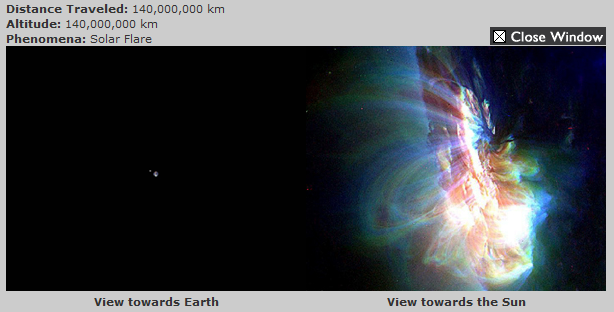 Distance Traveled: 140,000,000 km
Altitude: 140,000,000 km
Phenomena: Solar Flare
Close Window
View towards Earth
View towards the Sun